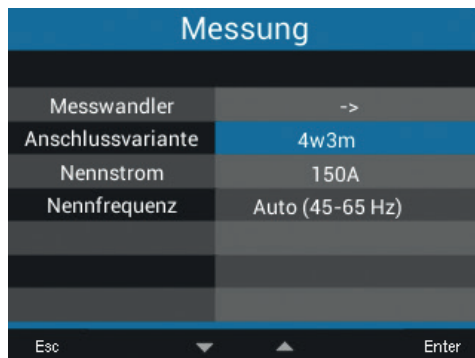 Messung
Messwandler ->
Anschlussvariante 4w3m
Nennstrom 150A
Nennfrequenz Auto (45-65 Hz)
Esc Enter